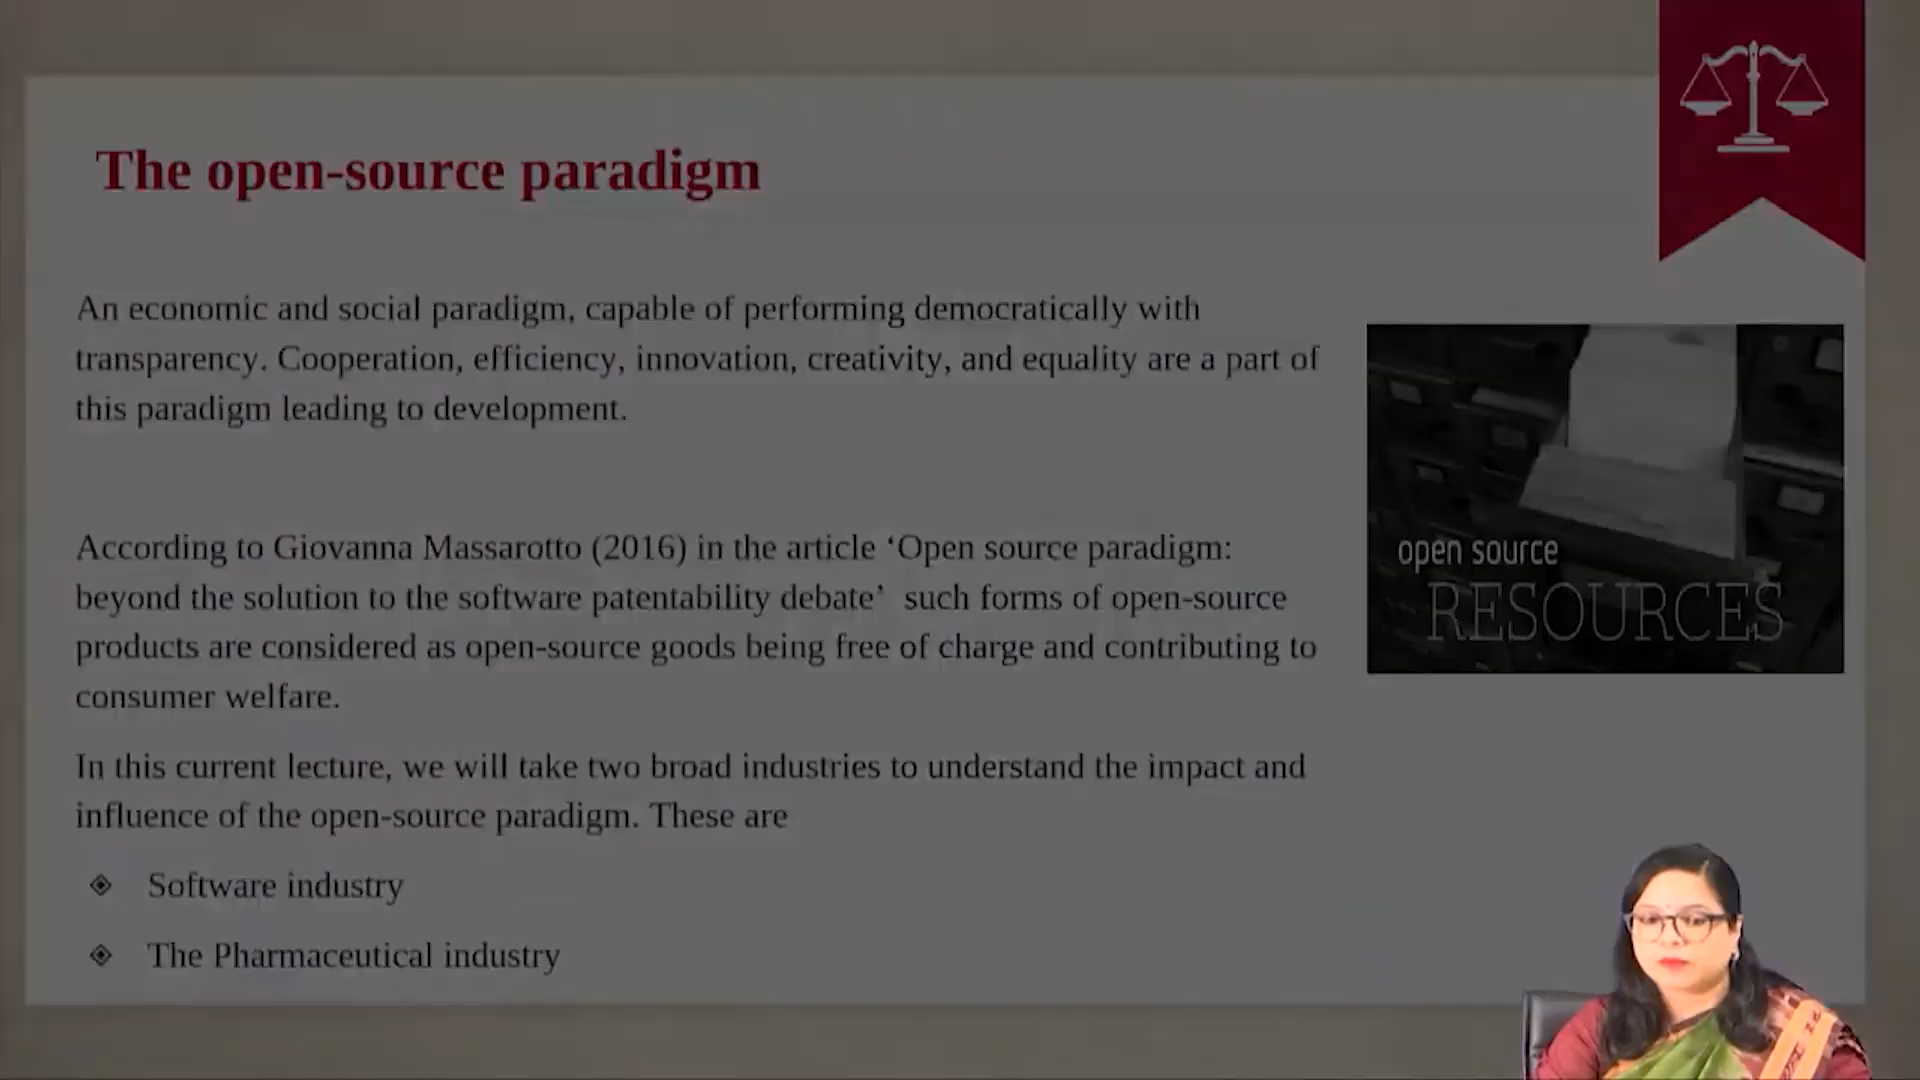 The open-source paradigm
An economic and social paradigm, capable of performing democratically with
transparency. Cooperation, efficiency, innovation, creativity, and equality are a part of
this paradigm leading to development.
According to Giovanna Massarotto (2016) in the article ‘Open source paradigm:
beyond the solution to the software patentability debate’ such forms of open-source
products are considered as open-source goods being free of charge and contributing to
consumer welfare.
In this current lecture, we will take two broad industries to understand the impact and
influence of the open-source paradigm. These are
Software industry
The Pharmaceutical industry
open source
RESOURCES